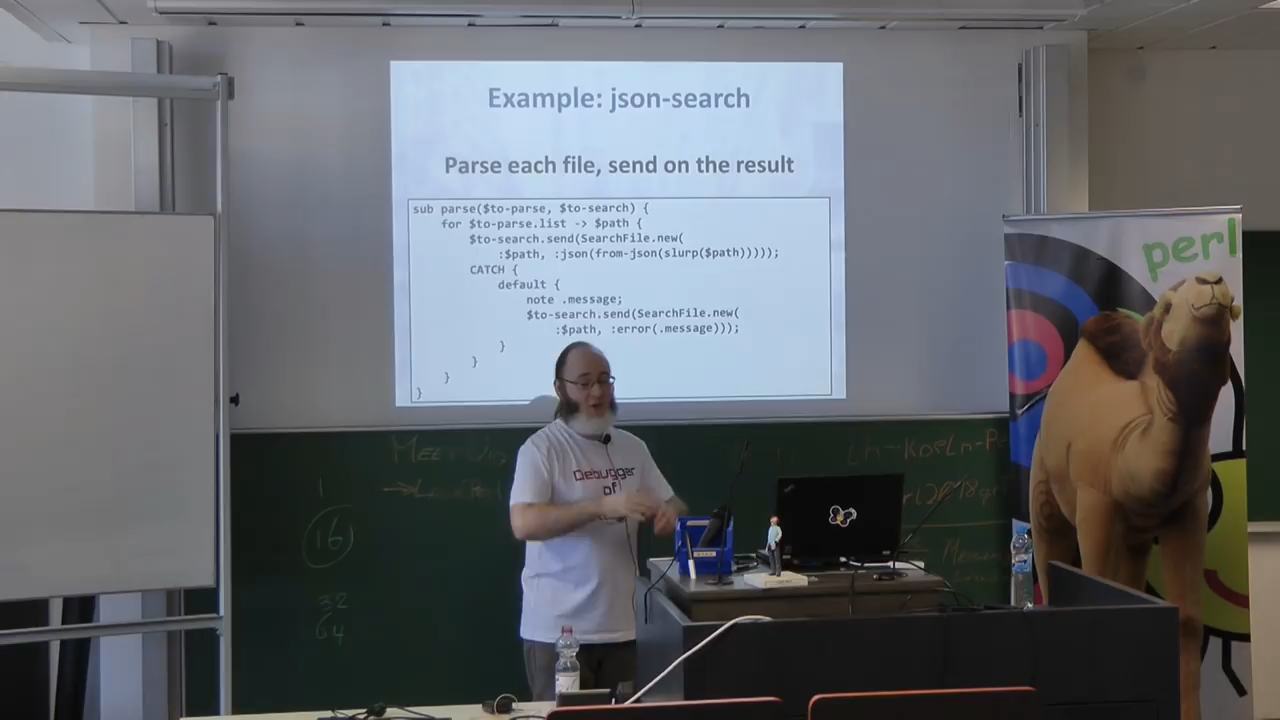 Example: json-search
Parse each file, send on the result
sub parse($to-parse, $to-search) {
for $to-parse.list -> $path {
$to-search.send(SearchFile.new(
:$path, :json(from-json(slurp($path)))));
CATCH {
default {
note .message;
$to-search.send(SearchFile.new(
:$path, :error(.message)));
}
}
}
}
perl
Debugger
of
1
16
32
64